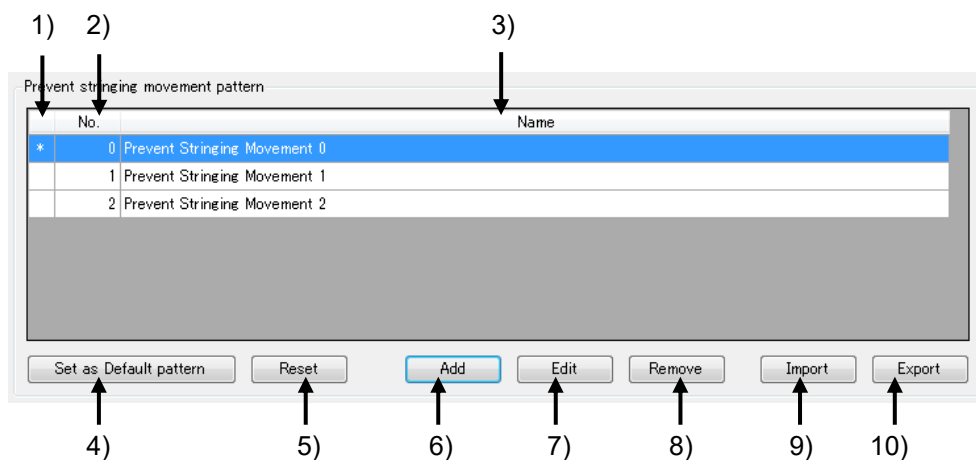 1) 2) 3)
Prevent stringing movement pattern
No. Name
* 0 Prevent Stringing Movement 0
1 Prevent Stringing Movement 1
2 Prevent Stringing Movement 2
Set as Default pattern Reset Add Edit Remove Import Export
4) 5) 6) 7) 8) 9) 10)